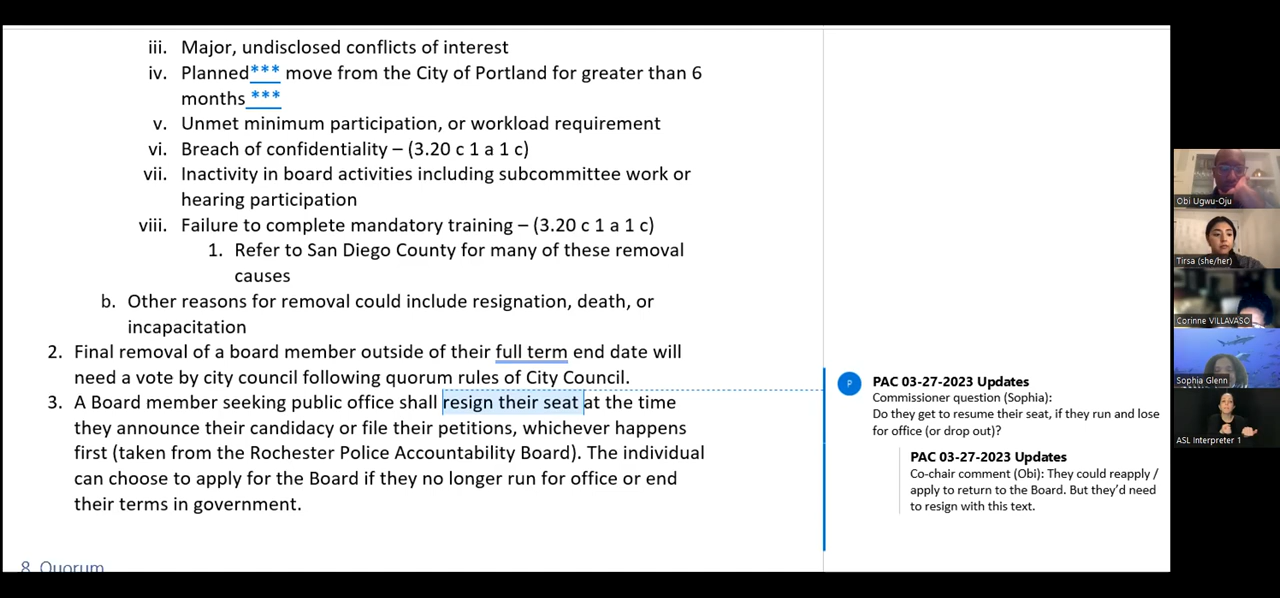 iii. Major, undisclosed conflicts of interest
iv. Planned*** move from the City of Portland for greater than 6
months ***
v. Unmet minimum participation, or workload requirement
vi. Breach of confidentiality – (3.20 c 1 a 1 c)
vii. Inactivity in board activities including subcommittee work or
hearing participation
viii. Failure to complete mandatory training – (3.20 c 1 a 1 c)
1. Refer to San Diego County for many of these removal
causes
b. Other reasons for removal could include resignation, death, or
incapacitation
2. Final removal of a board member outside of their full term end date will
need a vote by city council following quorum rules of City Council.
3. A Board member seeking public office shall resign their seat at the time
they announce their candidacy or file their petitions, whichever happens
first (taken from the Rochester Police Accountability Board). The individual
can choose to apply for the Board if they no longer run for office or end
their terms in government.
8. Quorum
P
PAC 03-27-2023 Updates
Commissioner question (Sophia):
Do they get to resume their seat, if they run and lose
for office (or drop out)?
PAC 03-27-2023 Updates
Co-chair comment (Obi): They could reapply /
apply to return to the Board. But they'd need
to resign with this text.
Obi Ugwu-Oju
Tirsa (she/her)
Corinne VILLAVASO
Sophia Glenn
ASL Interpreter 1